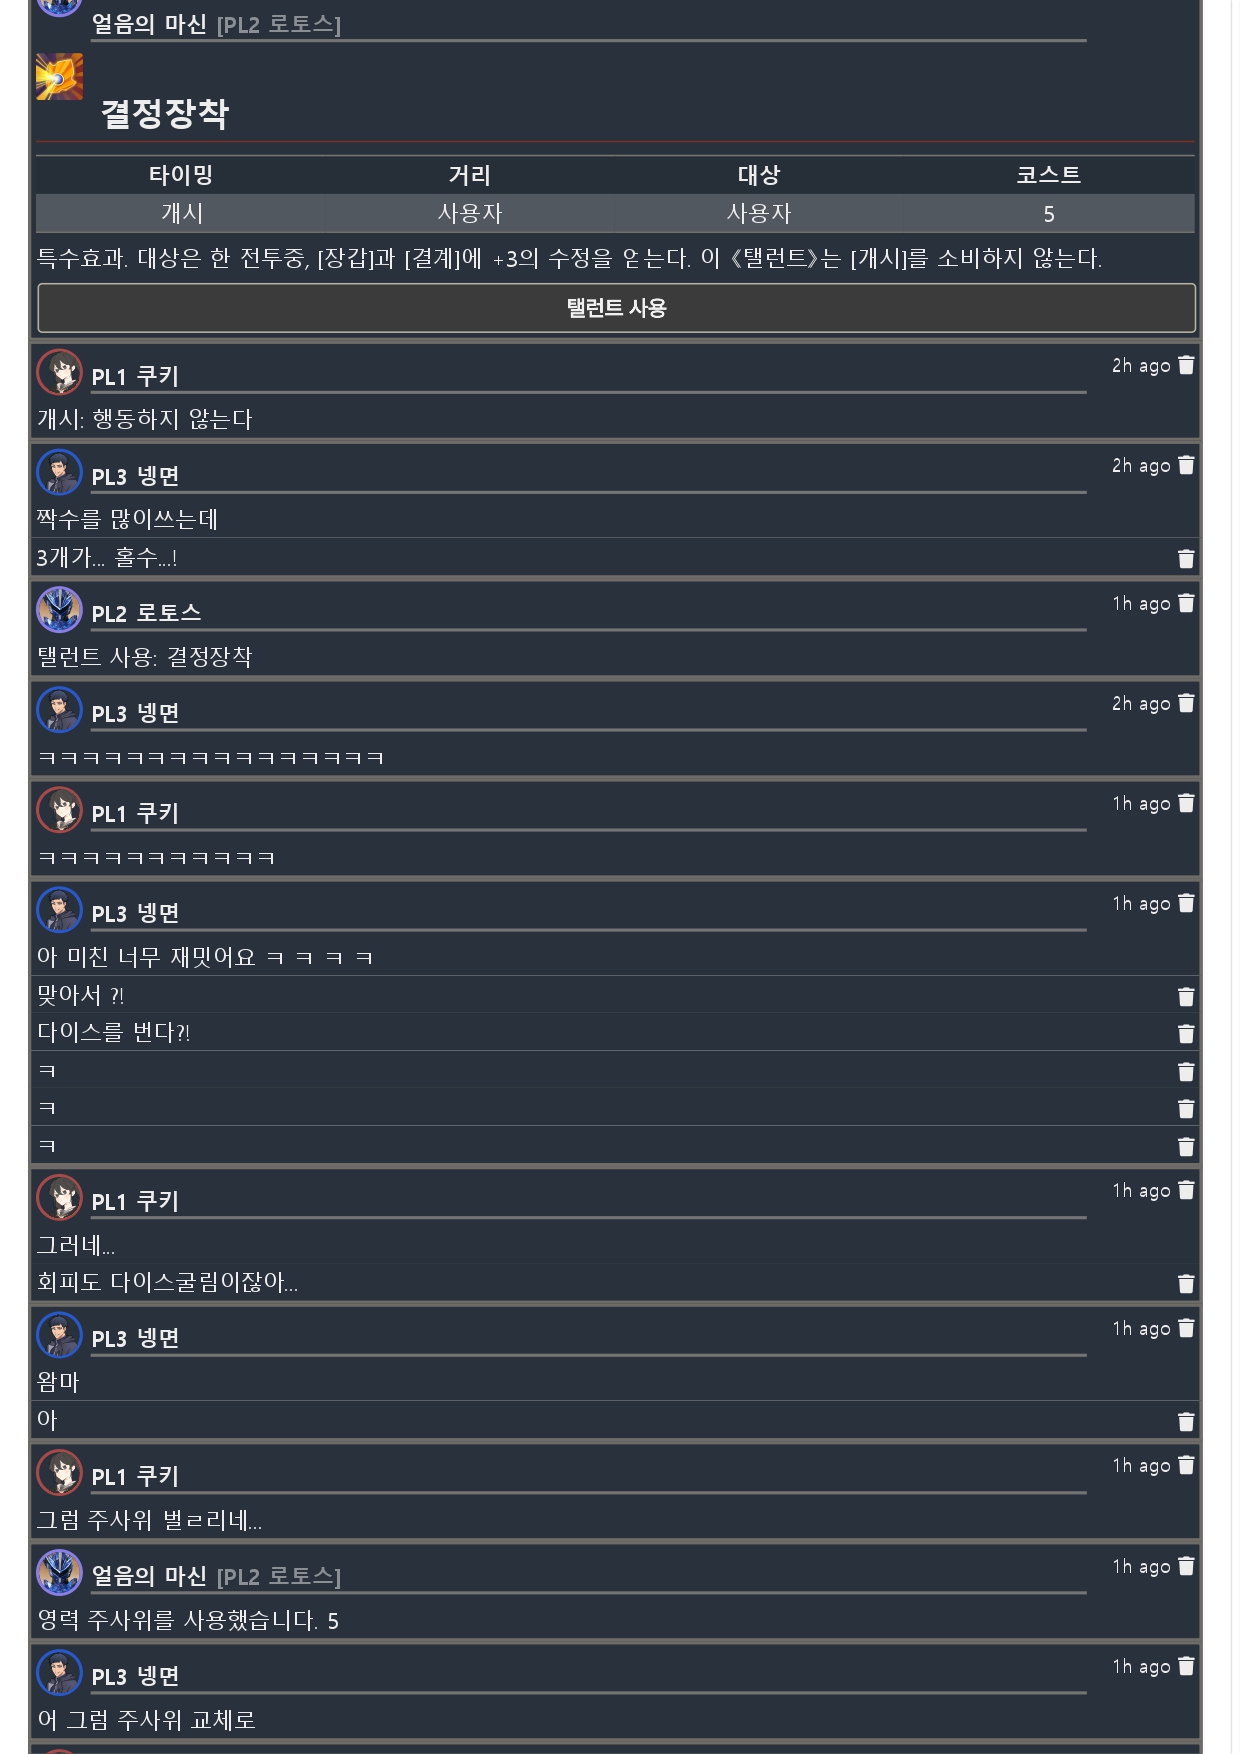 얼음의 마신 [PL2 로토스]
결정장착
타이밍 거리 대상 코스트
개시 사용자 사용자 5
특수효과. 대상은 한 전투중, [장갑]과 [결계]에 +3의 수정을 얻는다. 이 《탤런트》는 [개시]를 소비하지 않는다.
탤런트 사용
PL1 쿠키 2h ago
개시: 행동하지 않는다
PL3 넹면 2h ago
짝수를 많이쓰는데
3개가... 홀수...!
PL2 로토스 1h ago
탤런트 사용: 결정장착
PL3 넹면 2h ago
ㅋㅋㅋㅋㅋㅋㅋㅋㅋㅋㅋㅋㅋㅋㅋㅋ
PL1 쿠키 1h ago
ㅋㅋㅋㅋㅋㅋㅋㅋㅋㅋㅋ
PL3 넹면 1h ago
아 미친 너무 재밋어요 ㅋ ㅋ ㅋ ㅋ
맞아서 ?!
다이스를 번다?!
ㅋ
ㅋ
ㅋ
PL1 쿠키 1h ago
그러네...
회피도 다이스굴림이잖아...
PL3 넹면 1h ago
왐마
아
PL1 쿠키 1h ago
그럼 주사위 벌ㄹ리네...
얼음의 마신 [PL2 로토스] 1h ago
영력 주사위를 사용했습니다. 5
PL3 넹면 1h ago
어 그럼 주사위 교체로